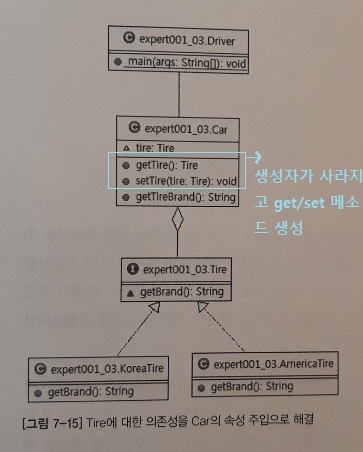 C expert001_03.Driver
main(args: String[]): void
C expert001_03.Car
tire: Tire
getTire(): Tire
setTire(tire: Tire): void
getTireBrand(): String
생성자가 사라지
고 get/set 메소
드 생성
I expert001_03.Tire
getBrand(): String
C expert001_03.KoreaTire
getBrand(): String
C expert001_03.AmericaTire
getBrand(): String
[그림 7-15] Tire에 대한 의존성을 Car의 속성 주입으로 해결